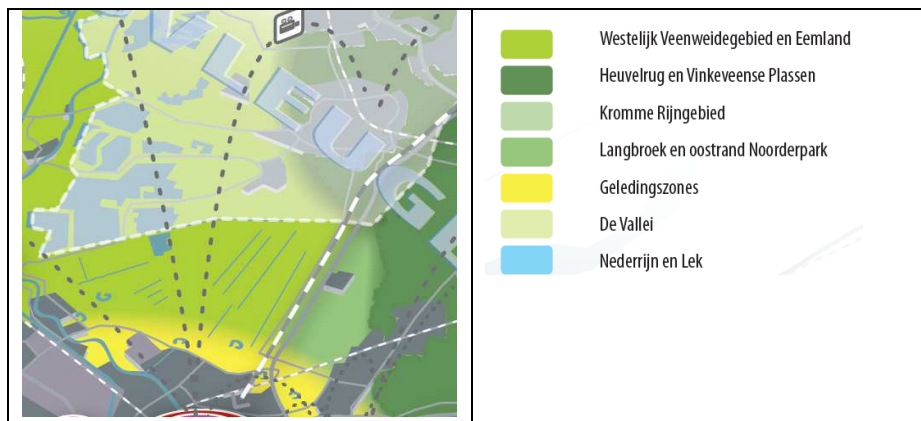 L
E
U
G
G
G
G
G
Westelijk Veenweidegebied en Eemland
Heuvelrug en Vinkeveense Plassen
Kromme Rijngebied
Langbroek en oostrand Noorderpark
Geledingszones
De Vallei
Nederrijn en Lek